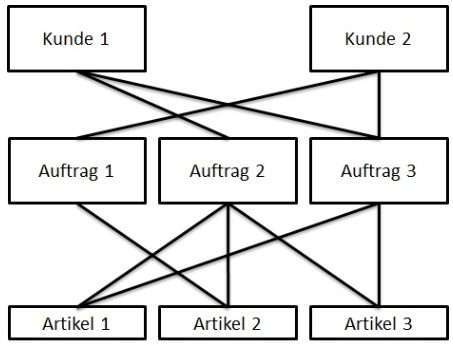 Kunde 1
Kunde 2
Auftrag 1
Auftrag 2
Auftrag 3
Artikel 1
Artikel 2
Artikel 3